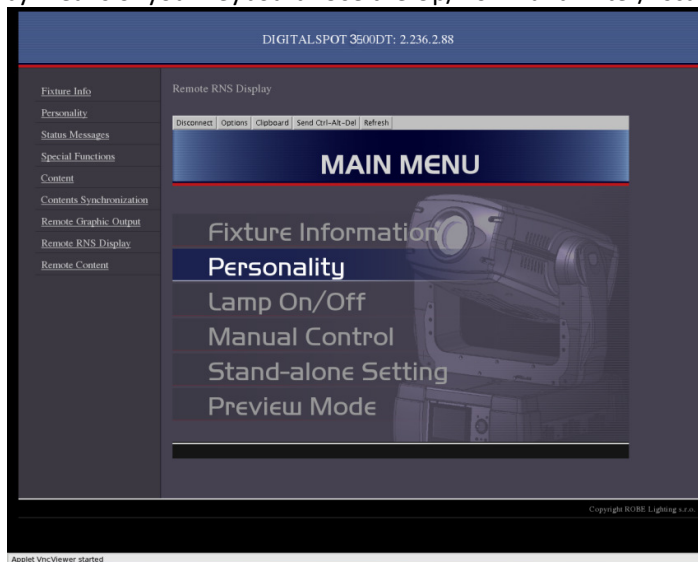 DIGITALSPOT 3500DT: 2.236.2.88
Fixture Info
Personality
Status Messages
Special Functions
Content
Contents Synchronization
Remote Graphic Output
Remote RNS Display
Remote Content
Remote RNS Display
Disconnect Options Clipboard Send Ctrl-Alt-Del Refresh
MAIN MENU
Fixture Information
Personality
Lamp On/Off
Manual Control
Stand-alone Setting
Preview Mode
Copyright ROBE Lighting s.r.o.
Applet VncViewer started